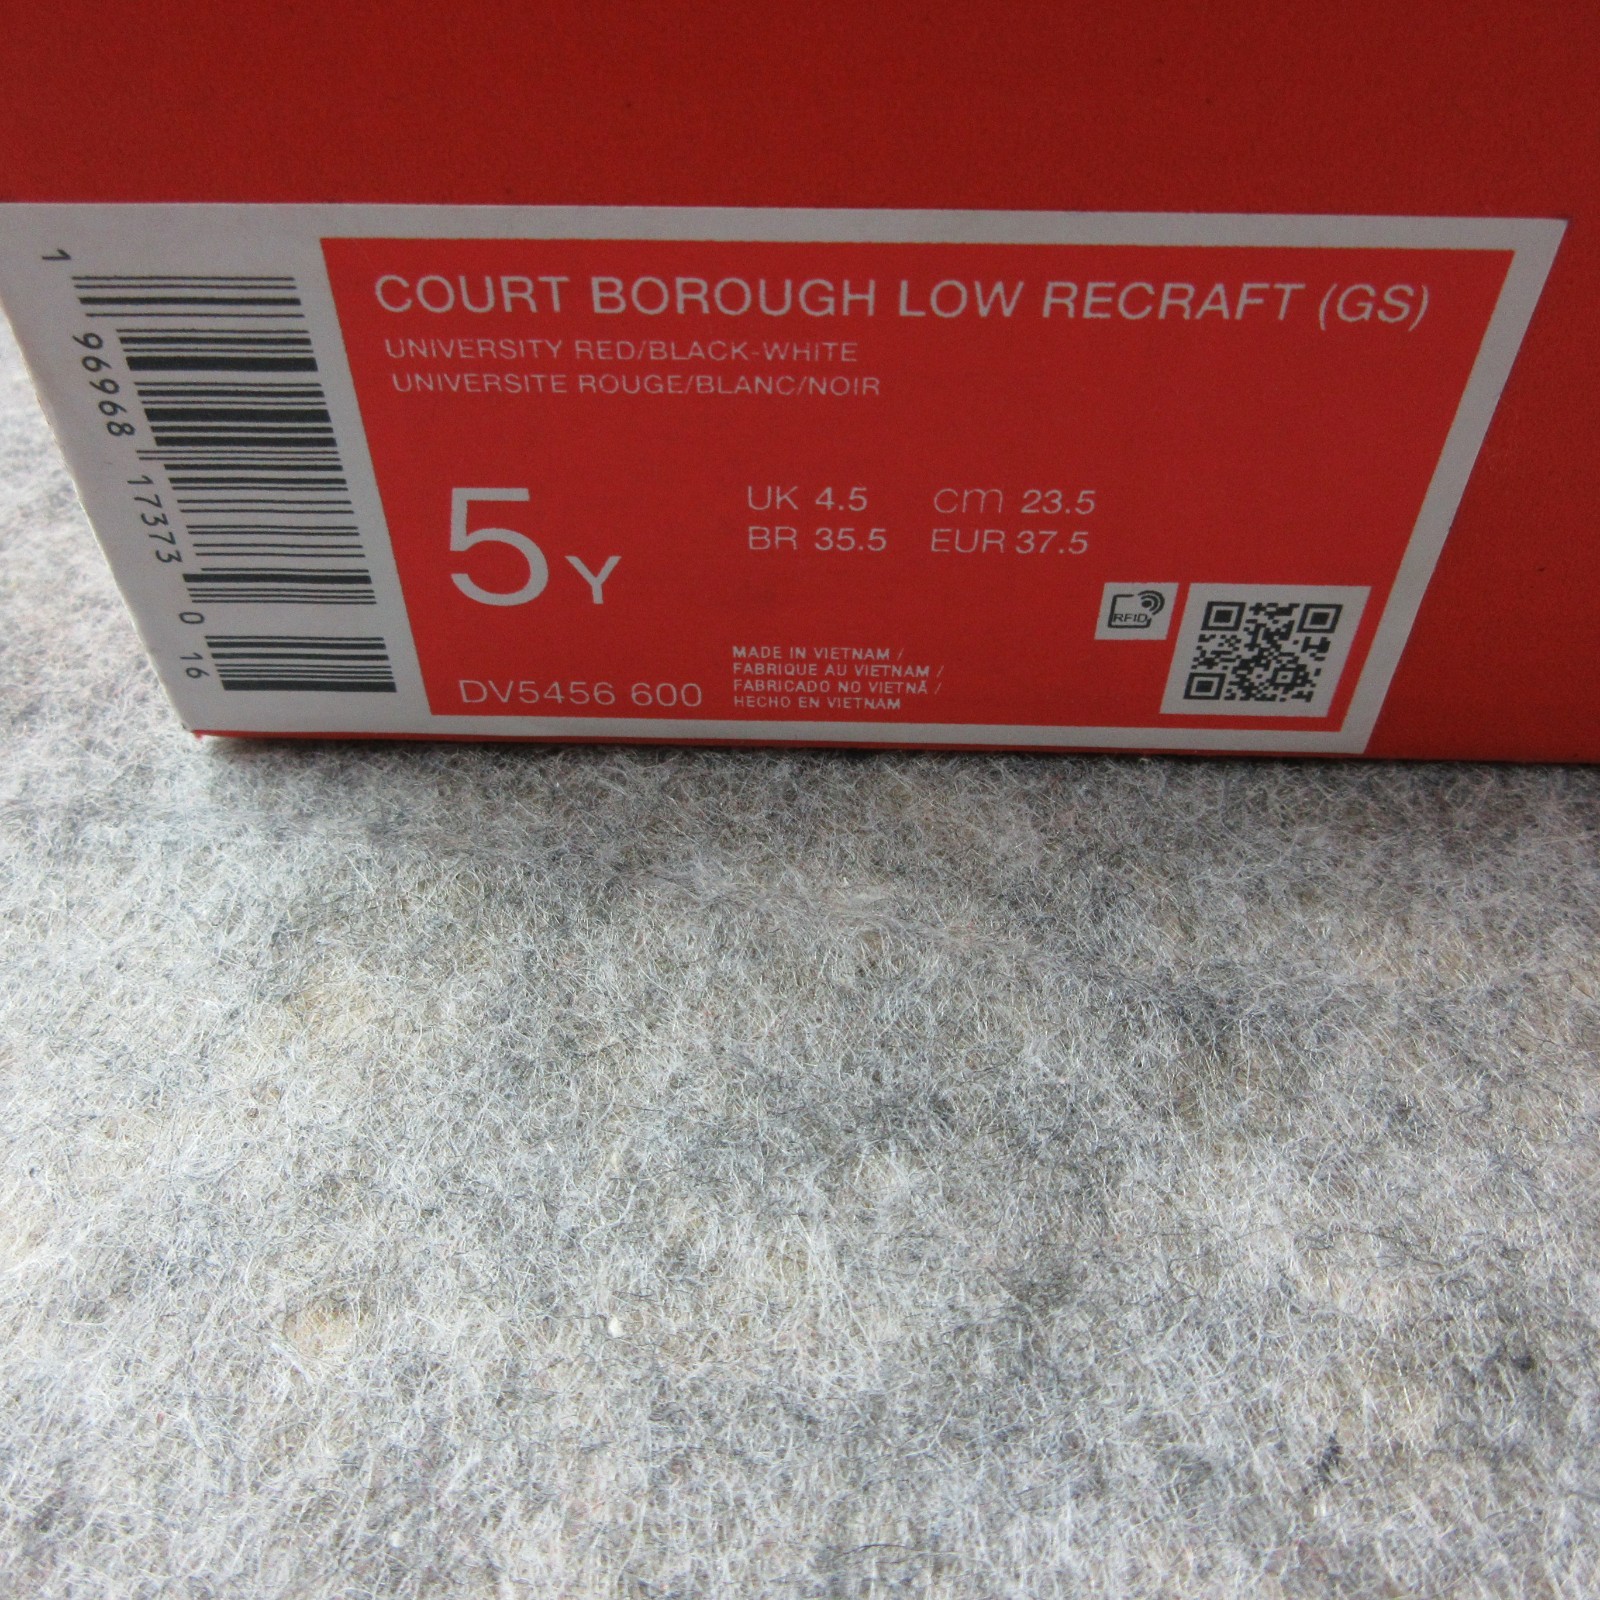 COURT BOROUGH LOW RECRAFT (GS)
UNIVERSITY RED/BLACK-WHITE
UNIVERSITE ROUGE/BLANC/NOIR
5Y
UK 4.5 cm 23.5
BR 35.5 EUR 37.5
RFID
DV5456 600
MADE IN VIETNAM /
FABRIQUE AU VIETNAM /
FABRICADO NO VIETNÃ /
HECHO EN VIETNAM
1 96968 17373 0 16